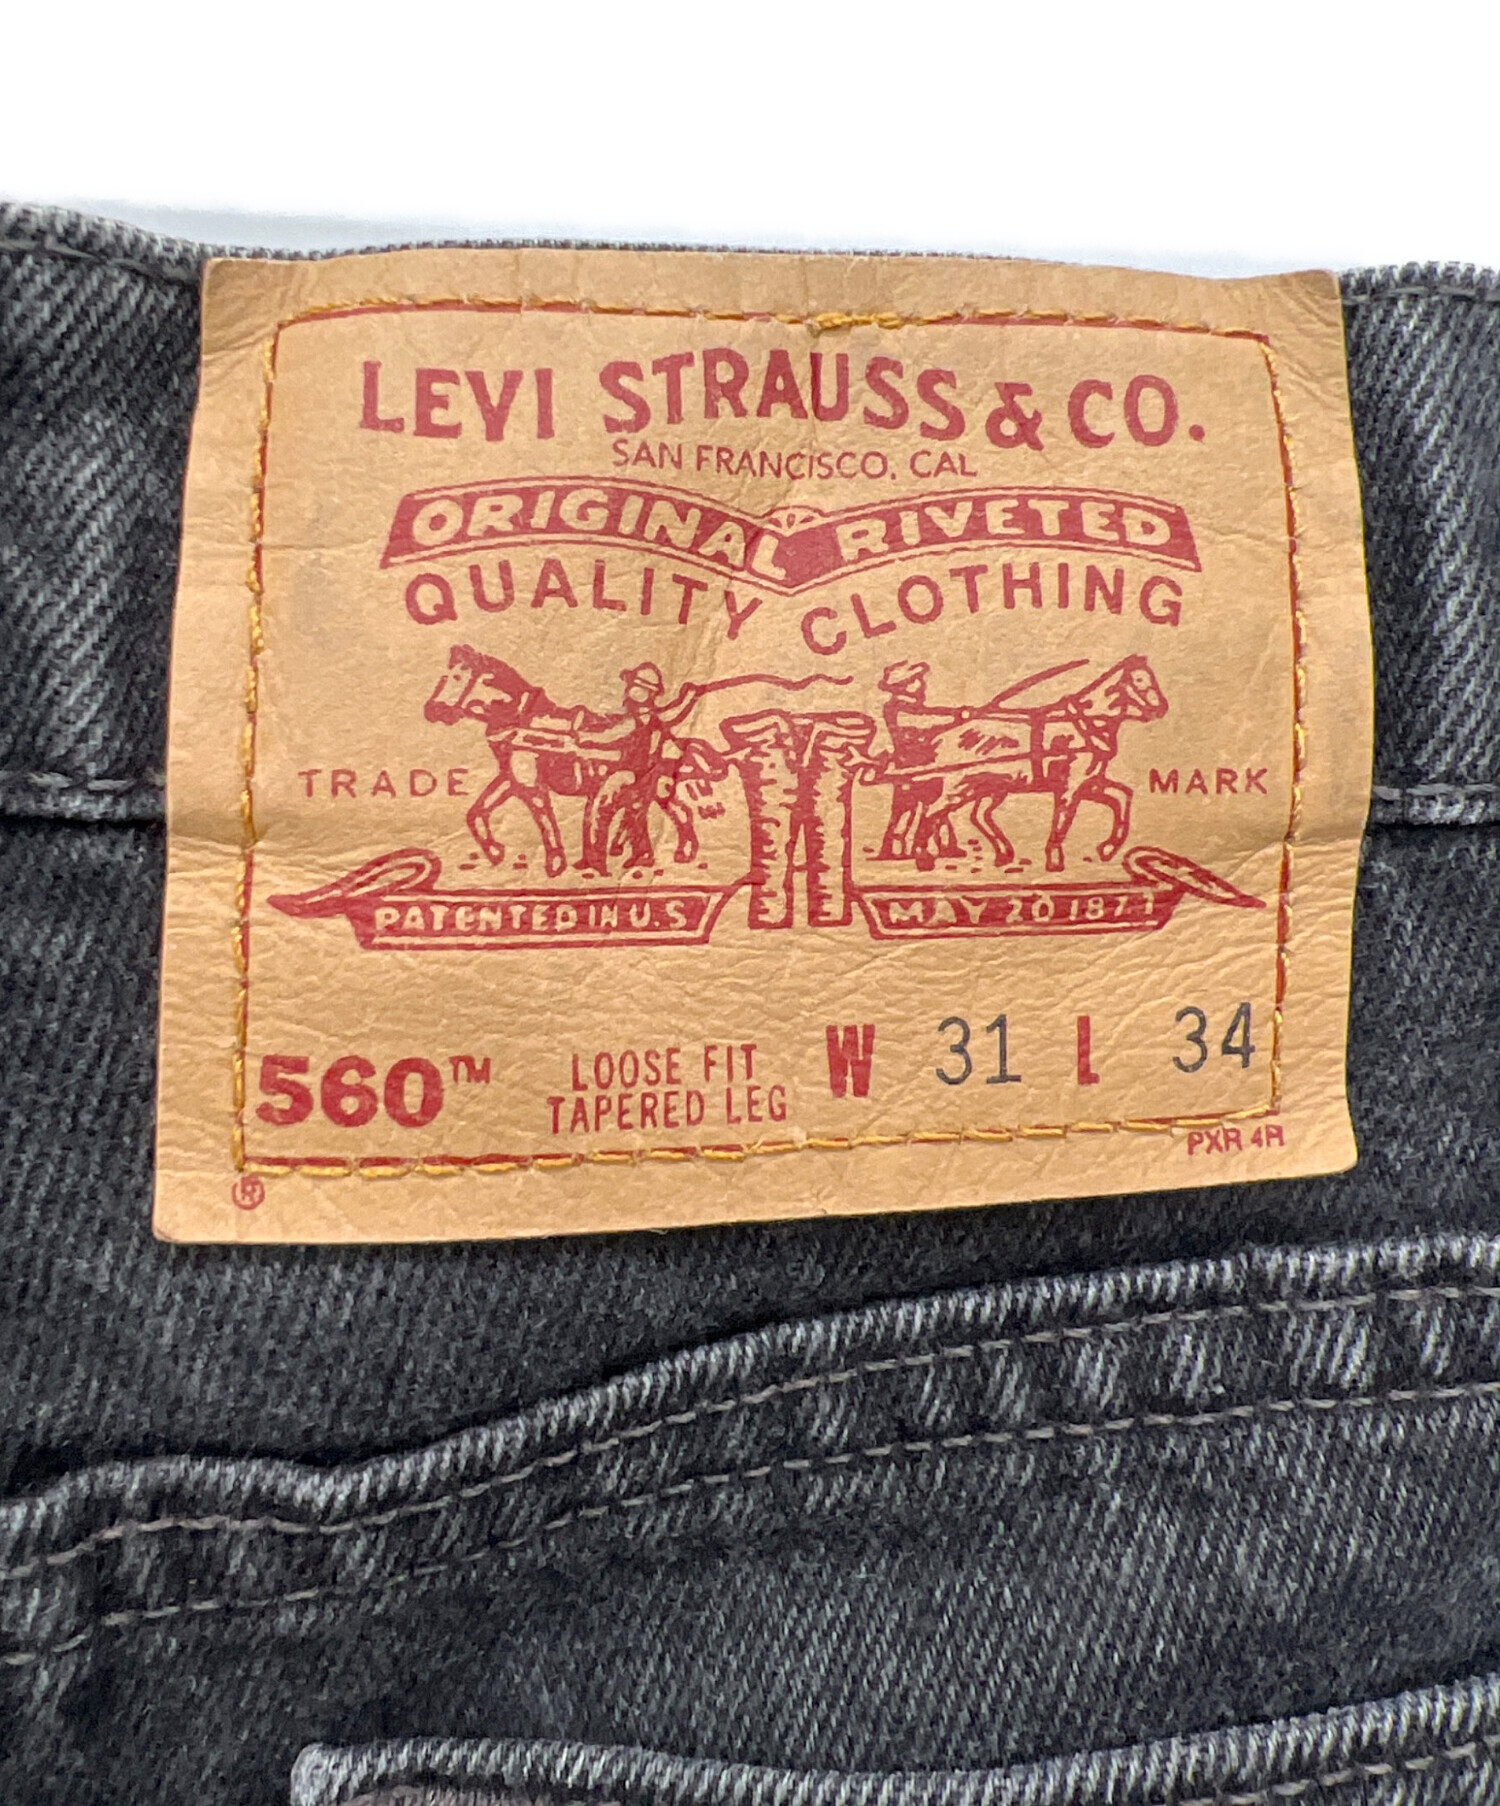 LEVI STRAUSS & CO.
SAN FRANCISCO, CAL
ORIGINAL RIVETED
QUALITY CLOTHING
TRADE MARK
PATENTED IN U.S MAY 20 1871
560™ LOOSE FIT W 31 L 34
TAPERED LEG
PXR 4R
®